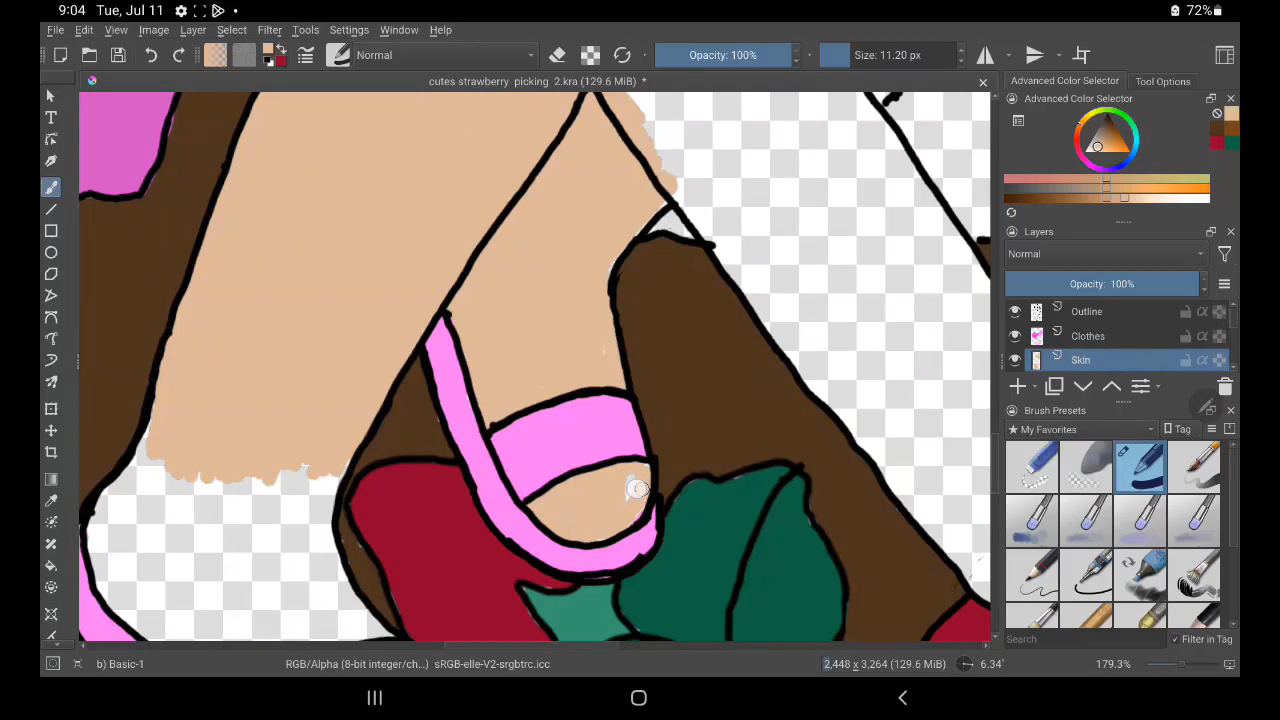 9:04 Tue, Jul 11 72%
File Edit View Image Layer Select Filter Tools Settings Window Help
Normal Opacity: 100% Size: 11.20 px
cutes strawberry picking 2.kra (129.6 MiB) *
Advanced Color Selector Tool Options
Advanced Color Selector
Layers
Normal
Opacity: 100%
Outline
Clothes
Skin
Brush Presets
My Favorites Tag
Search Filter in Tag
b) Basic-1 RGB/Alpha (8-bit integer/ch...) sRGB-elle-V2-srgbtrc.icc 2,448 x 3,264 (129.6 MiB) 6.34° 179.3%